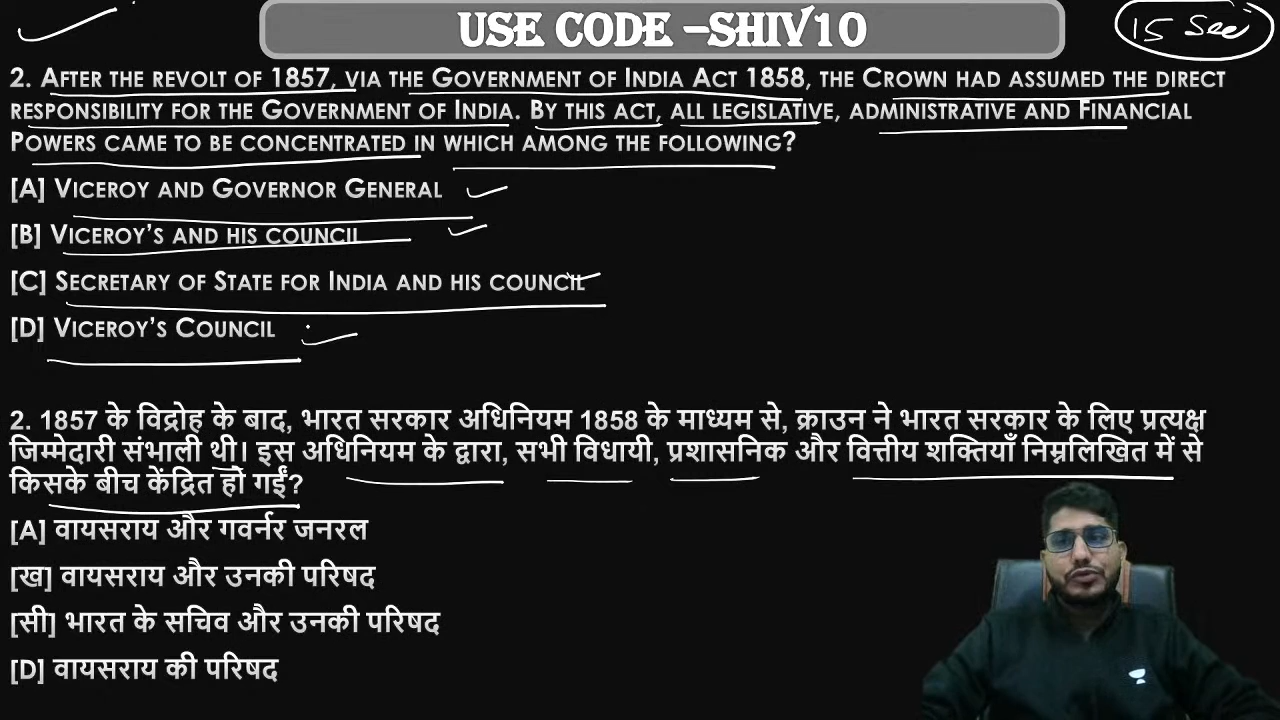 USE CODE –SHIV10
15 Sec
2. AFTER THE REVOLT OF 1857, VIA THE GOVERNMENT OF INDIA ACT 1858, THE CROWN HAD ASSUMED THE DIRECT
RESPONSIBILITY FOR THE GOVERNMENT OF INDIA. BY THIS ACT, ALL LEGISLATIVE, ADMINISTRATIVE AND FINANCIAL
POWERS CAME TO BE CONCENTRATED IN WHICH AMONG THE FOLLOWING?
[A] VICEROY AND GOVERNOR GENERAL
[B] VICEROY'S AND HIS COUNCIL
[C] SECRETARY OF STATE FOR INDIA AND HIS COUNCIL
[D] VICEROY'S COUNCIL
2. 1857 के विद्रोह के बाद, भारत सरकार अधिनियम 1858 के माध्यम से, क्राउन ने भारत सरकार के लिए प्रत्यक्ष
जिम्मेदारी संभाली थी। इस अधिनियम के द्वारा, सभी विधायी, प्रशासनिक और वित्तीय शक्तियाँ निम्नलिखित में से
किसके बीच केंद्रित हो गईं?
[A] वायसराय और गवर्नर जनरल
[ख] वायसराय और उनकी परिषद
[सी] भारत के सचिव और उनकी परिषद
[D] वायसराय की परिषद